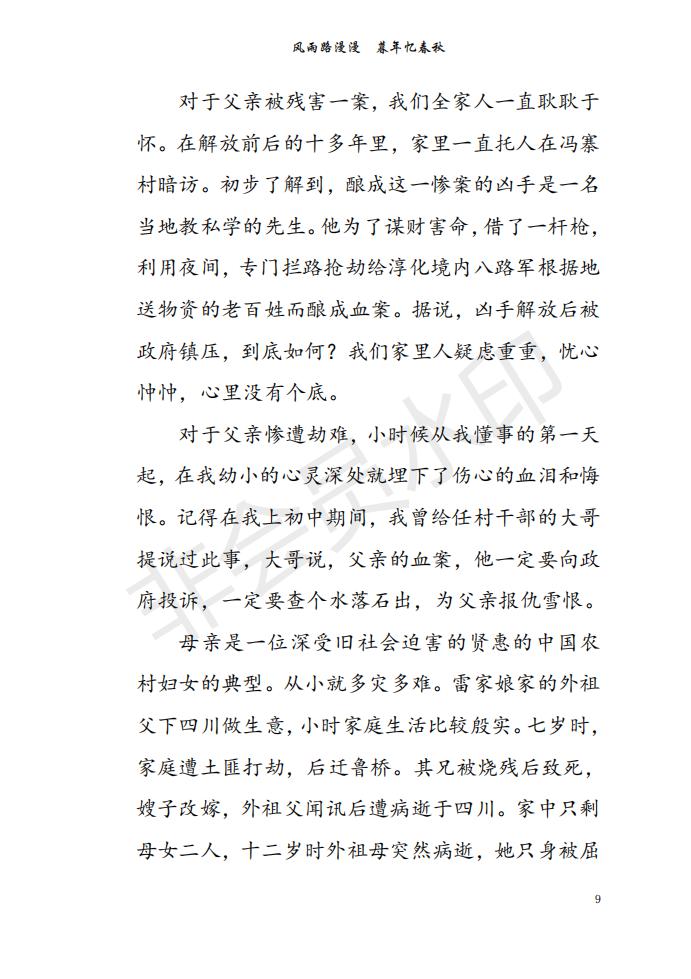 风雨路漫漫　暮年忆春秋
对于父亲被残害一案，我们全家人一直耿耿于
怀。在解放前后的十多年里，家里一直托人在冯寨
村暗访。初步了解到，酿成这一惨案的凶手是一名
当地教私学的先生。他为了谋财害命，借了一杆枪，
利用夜间，专门拦路抢劫给淳化境内八路军根据地
送物资的老百姓而酿成血案。据说，凶手解放后被
政府镇压，到底如何？我们家里人疑虑重重，忧心
忡忡，心里没有个底。
对于父亲惨遭劫难，小时候从我懂事的第一天
起，在我幼小的心灵深处就埋下了伤心的血泪和悔
恨。记得在我上初中期间，我曾给任村干部的大哥
提说过此事，大哥说，父亲的血案，他一定要向政
府投诉，一定要查个水落石出，为父亲报仇雪恨。
母亲是一位深受旧社会迫害的贤惠的中国农
村妇女的典型。从小就多灾多难。雷家娘家的外祖
父下四川做生意，小时家庭生活比较殷实。七岁时，
家庭遭土匪打劫，后迁鲁桥。其兄被烧残后致死，
嫂子改嫁，外祖父闻讯后遭病逝于四川。家中只剩
母女二人，十二岁时外祖母突然病逝，她只身被屈
9
非会员水印